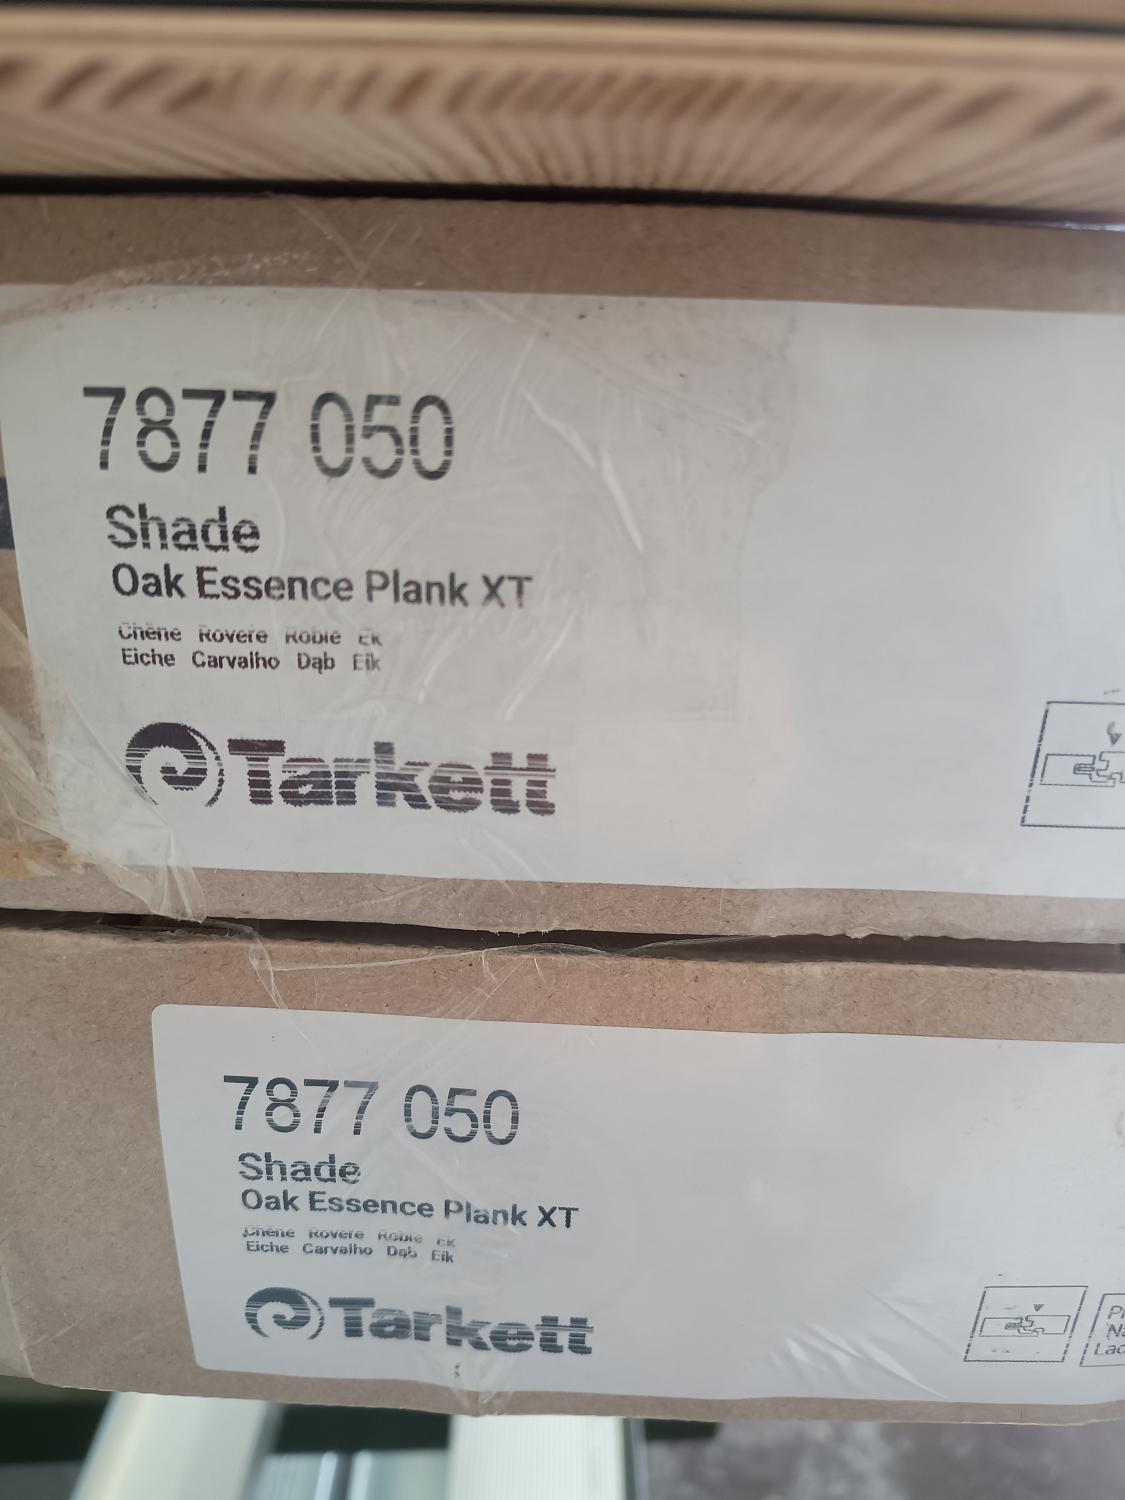 7877 050
Shade
Oak Essence Plank XT
Chêne Rovere Roble Ek
Eiche Carvalho Dąb Eik
Tarkett
7877 050
Shade
Oak Essence Plank XT
Chêne Rovere Roble Ek
Eiche Carvalho Dąb Eik
Tarkett